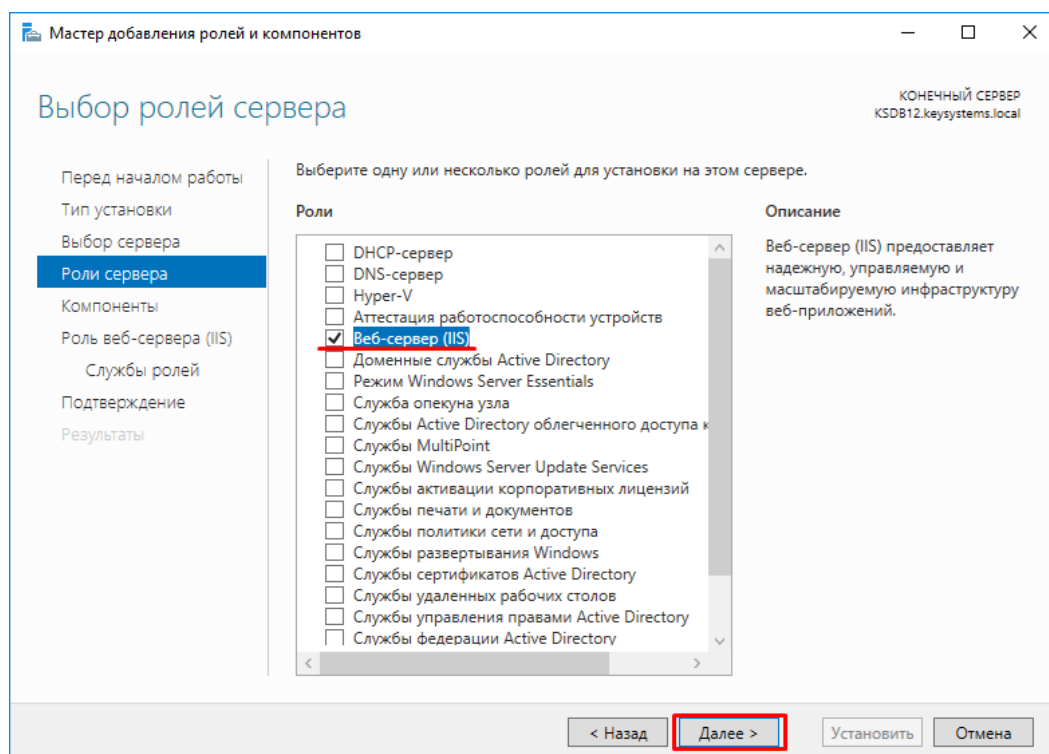 Мастер добавления ролей и компонентов
Выбор ролей сервера
КОНЕЧНЫЙ СЕРВЕР
KSDB12.keysystems.local
Перед началом работы
Тип установки
Выбор сервера
Роли сервера
Компоненты
Роль веб-сервера (IIS)
Службы ролей
Подтверждение
Результаты
Выберите одну или несколько ролей для установки на этом сервере.
Роли
DHCP-сервер
DNS-сервер
Hyper-V
Аттестация работоспособности устройств
Веб-сервер (IIS)
Доменные службы Active Directory
Режим Windows Server Essentials
Служба опекуна узла
Службы Active Directory облегченного доступа к
Службы MultiPoint
Службы Windows Server Update Services
Службы активации корпоративных лицензий
Службы печати и документов
Службы политики сети и доступа
Службы развертывания Windows
Службы сертификатов Active Directory
Службы удаленных рабочих столов
Службы управления правами Active Directory
Службы федерации Active Directory
Описание
Веб-сервер (IIS) предоставляет
надежную, управляемую и
масштабируемую инфраструктуру
веб-приложений.
< Назад
Далее >
Установить
Отмена